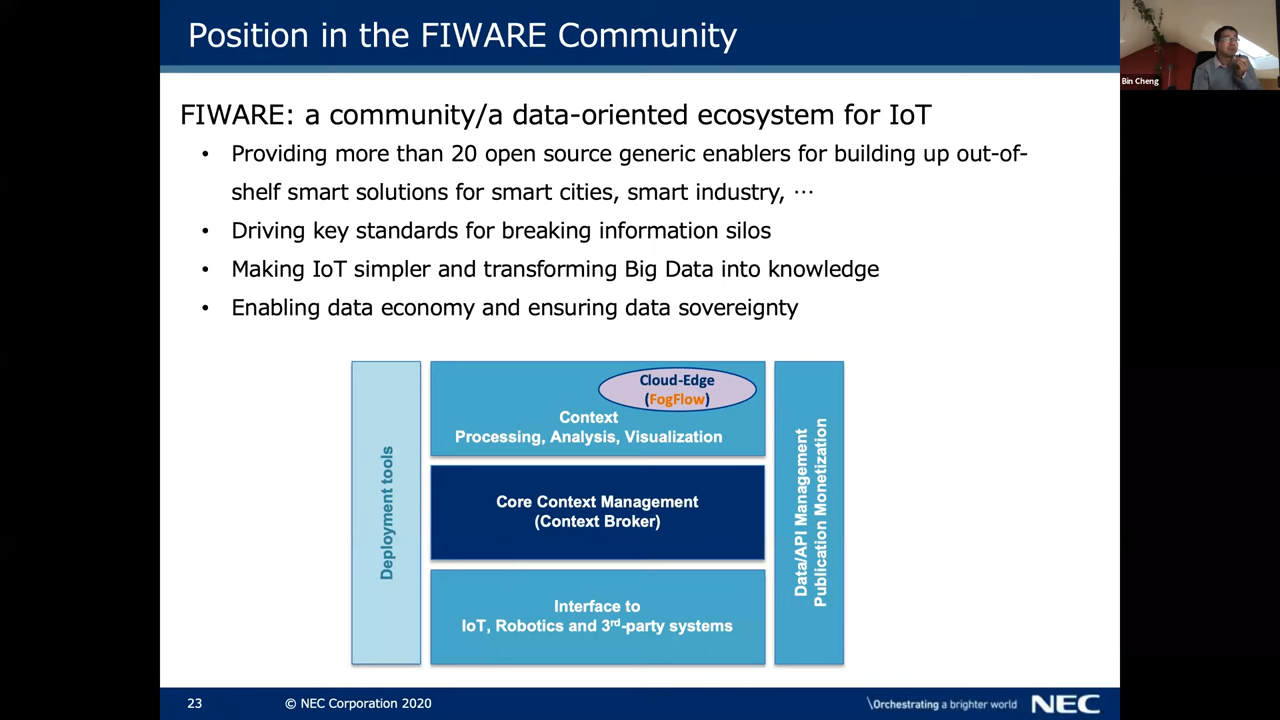 Position in the FIWARE Community
Bin Cheng
FIWARE: a community/a data-oriented ecosystem for IoT
• Providing more than 20 open source generic enablers for building up out-of-
shelf smart solutions for smart cities, smart industry, ⋯
• Driving key standards for breaking information silos
• Making IoT simpler and transforming Big Data into knowledge
• Enabling data economy and ensuring data sovereignty
Deployment tools
Cloud-Edge
(FogFlow)
Context
Processing, Analysis, Visualization
Core Context Management
(Context Broker)
Interface to
IoT, Robotics and 3rd-party systems
Data/API Management
Publication Monetization
23
© NEC Corporation 2020
\Orchestrating a brighter world
NEC